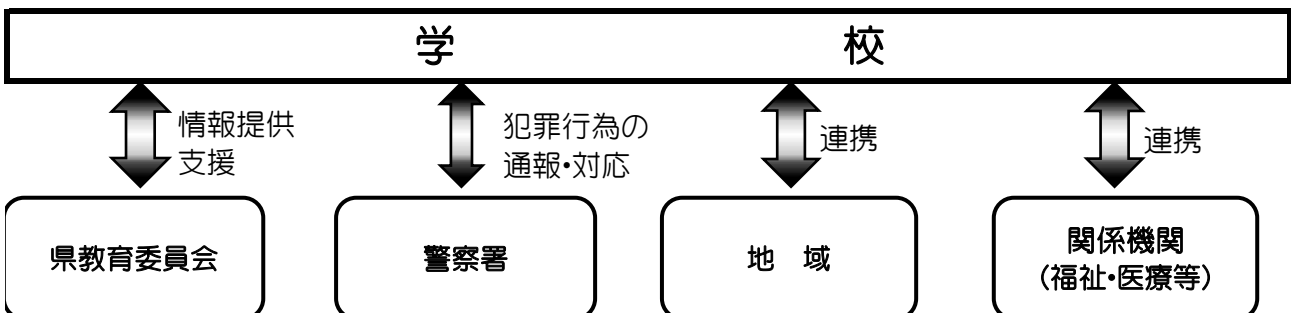 学　校
情報提供
支援
犯罪行為の
通報・対応
連携
連携
県教育委員会
警察署
地　域
関係機関
（福祉・医療等）